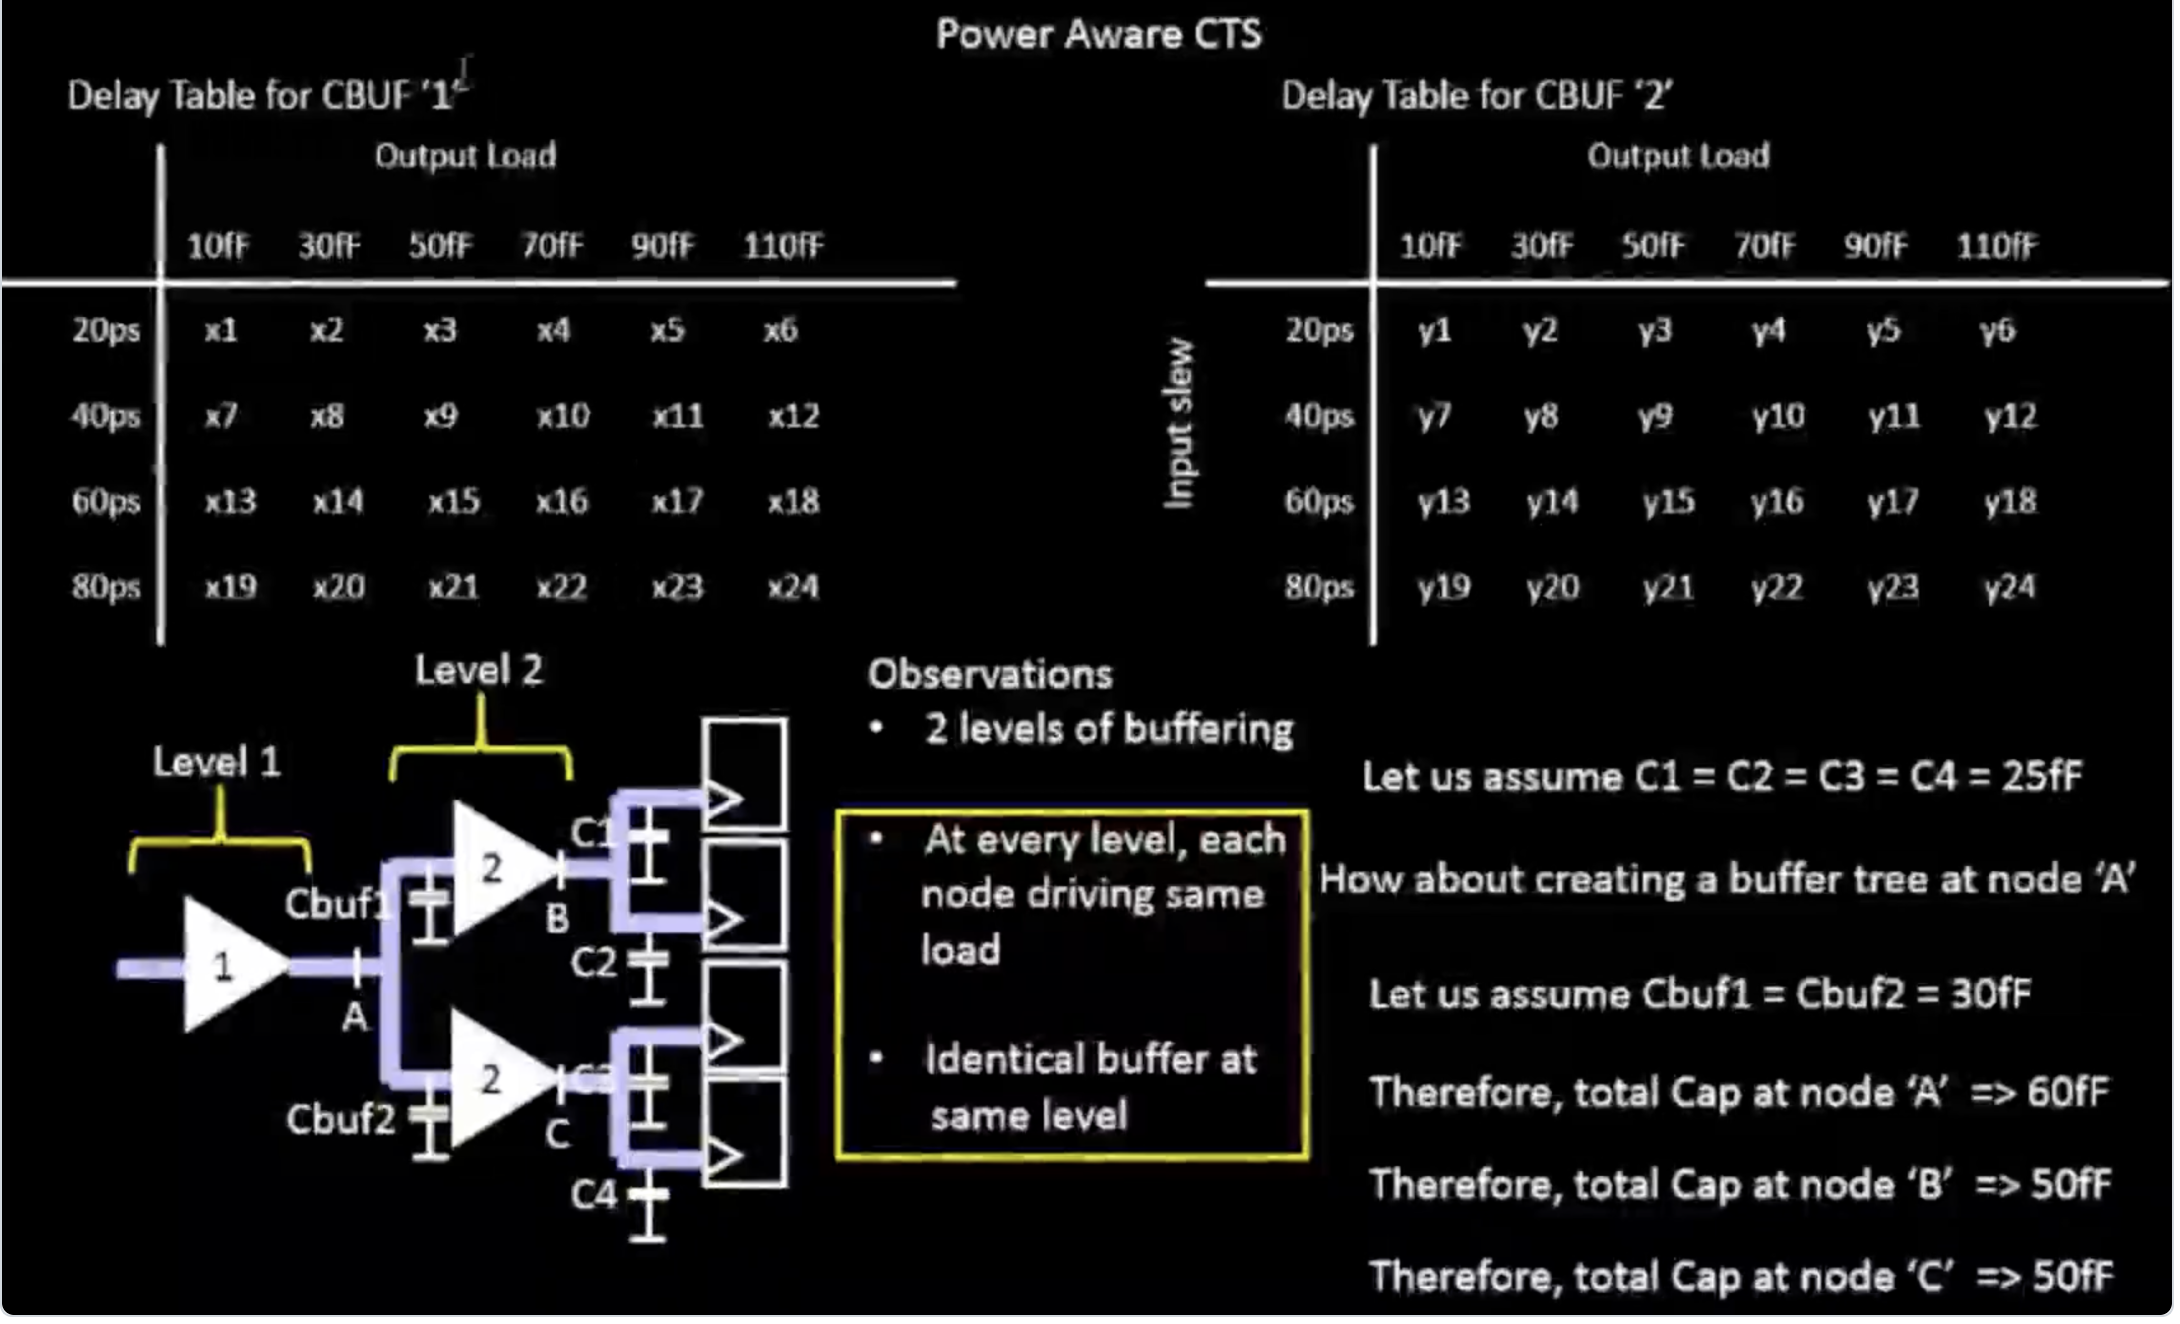 Power Aware CTS
Delay Table for CBUF '1'
Output Load
10fF 30fF 50fF 70fF 90fF 110fF
20ps x1 x2 x3 x4 x5 x6
40ps x7 x8 x9 x10 x11 x12
60ps x13 x14 x15 x16 x17 x18
80ps x19 x20 x21 x22 x23 x24
Delay Table for CBUF '2'
Output Load
Input slew
10fF 30fF 50fF 70fF 90fF 110fF
20ps y1 y2 y3 y4 y5 y6
40ps y7 y8 y9 y10 y11 y12
60ps y13 y14 y15 y16 y17 y18
80ps y19 y20 y21 y22 y23 y24
Level 2
Level 1
C1
2
Cbuf1
B
C2
1
A
2
C3
Cbuf2
C
C4
Observations
• 2 levels of buffering
• At every level, each
node driving same
load
• Identical buffer at
same level
Let us assume C1 = C2 = C3 = C4 = 25fF
How about creating a buffer tree at node 'A'
Let us assume Cbuf1 = Cbuf2 = 30fF
Therefore, total Cap at node 'A' => 60fF
Therefore, total Cap at node 'B' => 50fF
Therefore, total Cap at node 'C' => 50fF